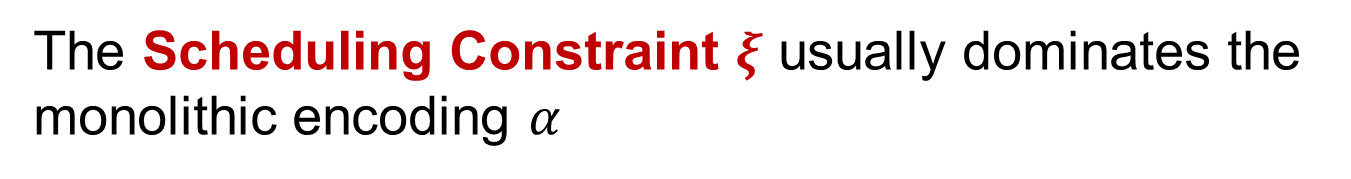 The Scheduling Constraint ξ usually dominates the
monolithic encoding α